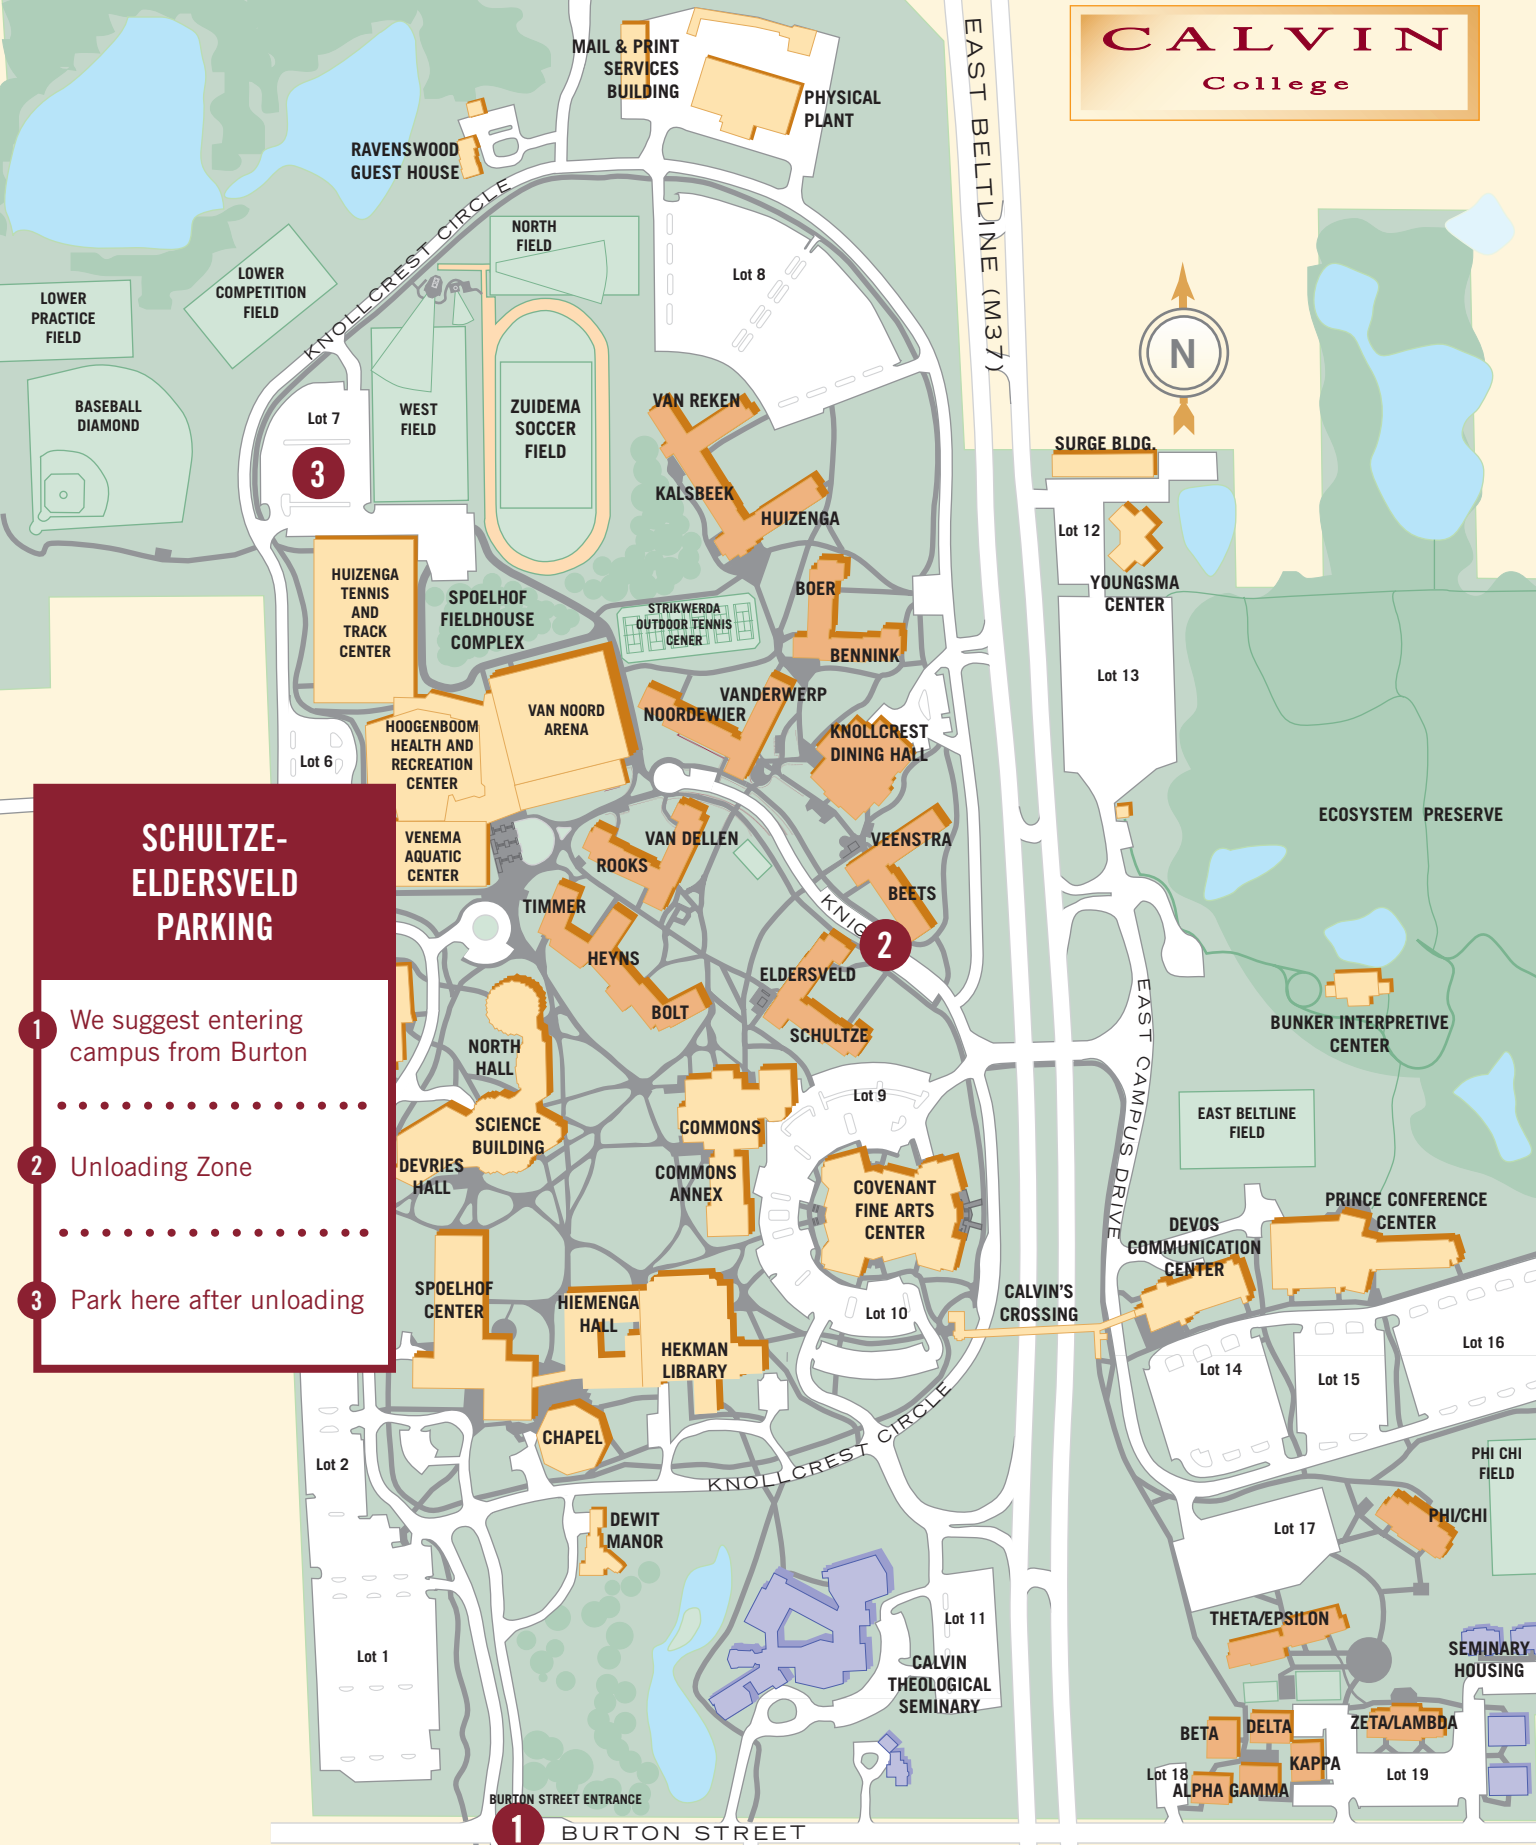 CALVIN
College
MAIL & PRINT
SERVICES
BUILDING
PHYSICAL
PLANT
RAVENSWOOD
GUEST HOUSE
KNOLLCREST CIRCLE
EAST BELTLINE (M37)
NORTH
FIELD
LOWER
COMPETITION
FIELD
LOWER
PRACTICE
FIELD
Lot 8
N
BASEBALL
DIAMOND
Lot 7
3
WEST
FIELD
ZUIDEMA
SOCCER
FIELD
VAN REKEN
KALSBEEK
HUIZENGA
SURGE BLDG.
Lot 12
YOUNGSMA
CENTER
HUIZENGA
TENNIS
AND
TRACK
CENTER
SPOELHOF
FIELDHOUSE
COMPLEX
STRIKWERDA
OUTDOOR TENNIS
CENER
BOER
BENNINK
Lot 13
VAN NOORD
ARENA
NOORDEWIER
VANDERWERP
KNOLLCREST
DINING HALL
HOOGENBOOM
HEALTH AND
RECREATION
CENTER
Lot 6
VENEMA
AQUATIC
CENTER
VAN DELLEN
ROOKS
VEENSTRA
BEETS
ECOSYSTEM PRESERVE
SCHULTZE-
ELDERSVELD
PARKING
1 We suggest entering
campus from Burton
2 Unloading Zone
3 Park here after unloading
TIMMER
HEYNS
BOLT
KNIG
2
ELDERSVELD
SCHULTZE
EAST CAMPUS DRIVE
BUNKER INTERPRETIVE
CENTER
NORTH
HALL
SCIENCE
BUILDING
DEVRIES
HALL
COMMONS
COMMONS
ANNEX
Lot 9
COVENANT
FINE ARTS
CENTER
EAST BELTLINE
FIELD
PRINCE CONFERENCE
CENTER
DEVOS
COMMUNICATION
CENTER
SPOELHOF
CENTER
HIEMENGA
HALL
HEKMAN
LIBRARY
Lot 10
CALVIN'S
CROSSING
Lot 14
Lot 15
Lot 16
CHAPEL
KNOLLCREST CIRCLE
Lot 2
PHI CHI
FIELD
PHI/CHI
Lot 17
DEWIT
MANOR
Lot 1
Lot 11
CALVIN
THEOLOGICAL
SEMINARY
THETA/EPSILON
SEMINARY
HOUSING
BETA
DELTA
ZETA/LAMBDA
KAPPA
Lot 18
ALPHA
GAMMA
Lot 19
BURTON STREET ENTRANCE
1
BURTON STREET